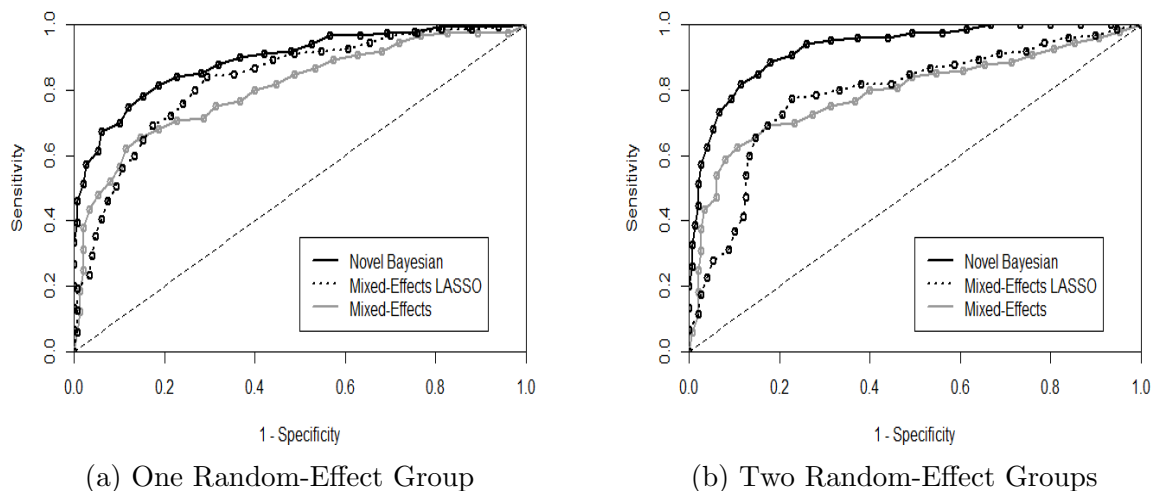 Sensitivity
0.0 0.2 0.4 0.6 0.8 1.0
Novel Bayesian
Mixed-Effects LASSO
Mixed-Effects
0.0 0.2 0.4 0.6 0.8 1.0
1 - Specificity
(a) One Random-Effect Group
Sensitivity
0.0 0.2 0.4 0.6 0.8 1.0
Novel Bayesian
Mixed-Effects LASSO
Mixed-Effects
0.0 0.2 0.4 0.6 0.8 1.0
1 - Specificity
(b) Two Random-Effect Groups